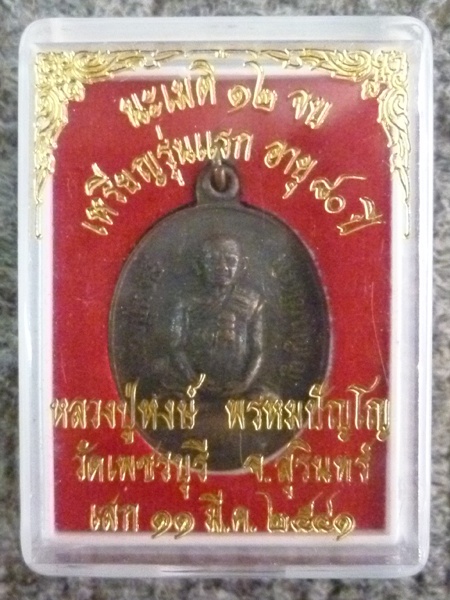 นะเมติ ๑๒ จบ
เหรียญรุ่นแรก อายุ ๘๐ ปี
หลวงปู่หงษ์ พรหมปัญโญ
วัดเพชรบุรี จ.สุรินทร์
เสก ๑๑ มี.ค. ๒๕๔๑